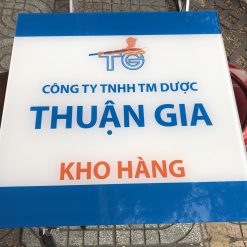 TG
CÔNG TY TNHH TM DƯỢC
THUẬN GIA
KHO HÀNG